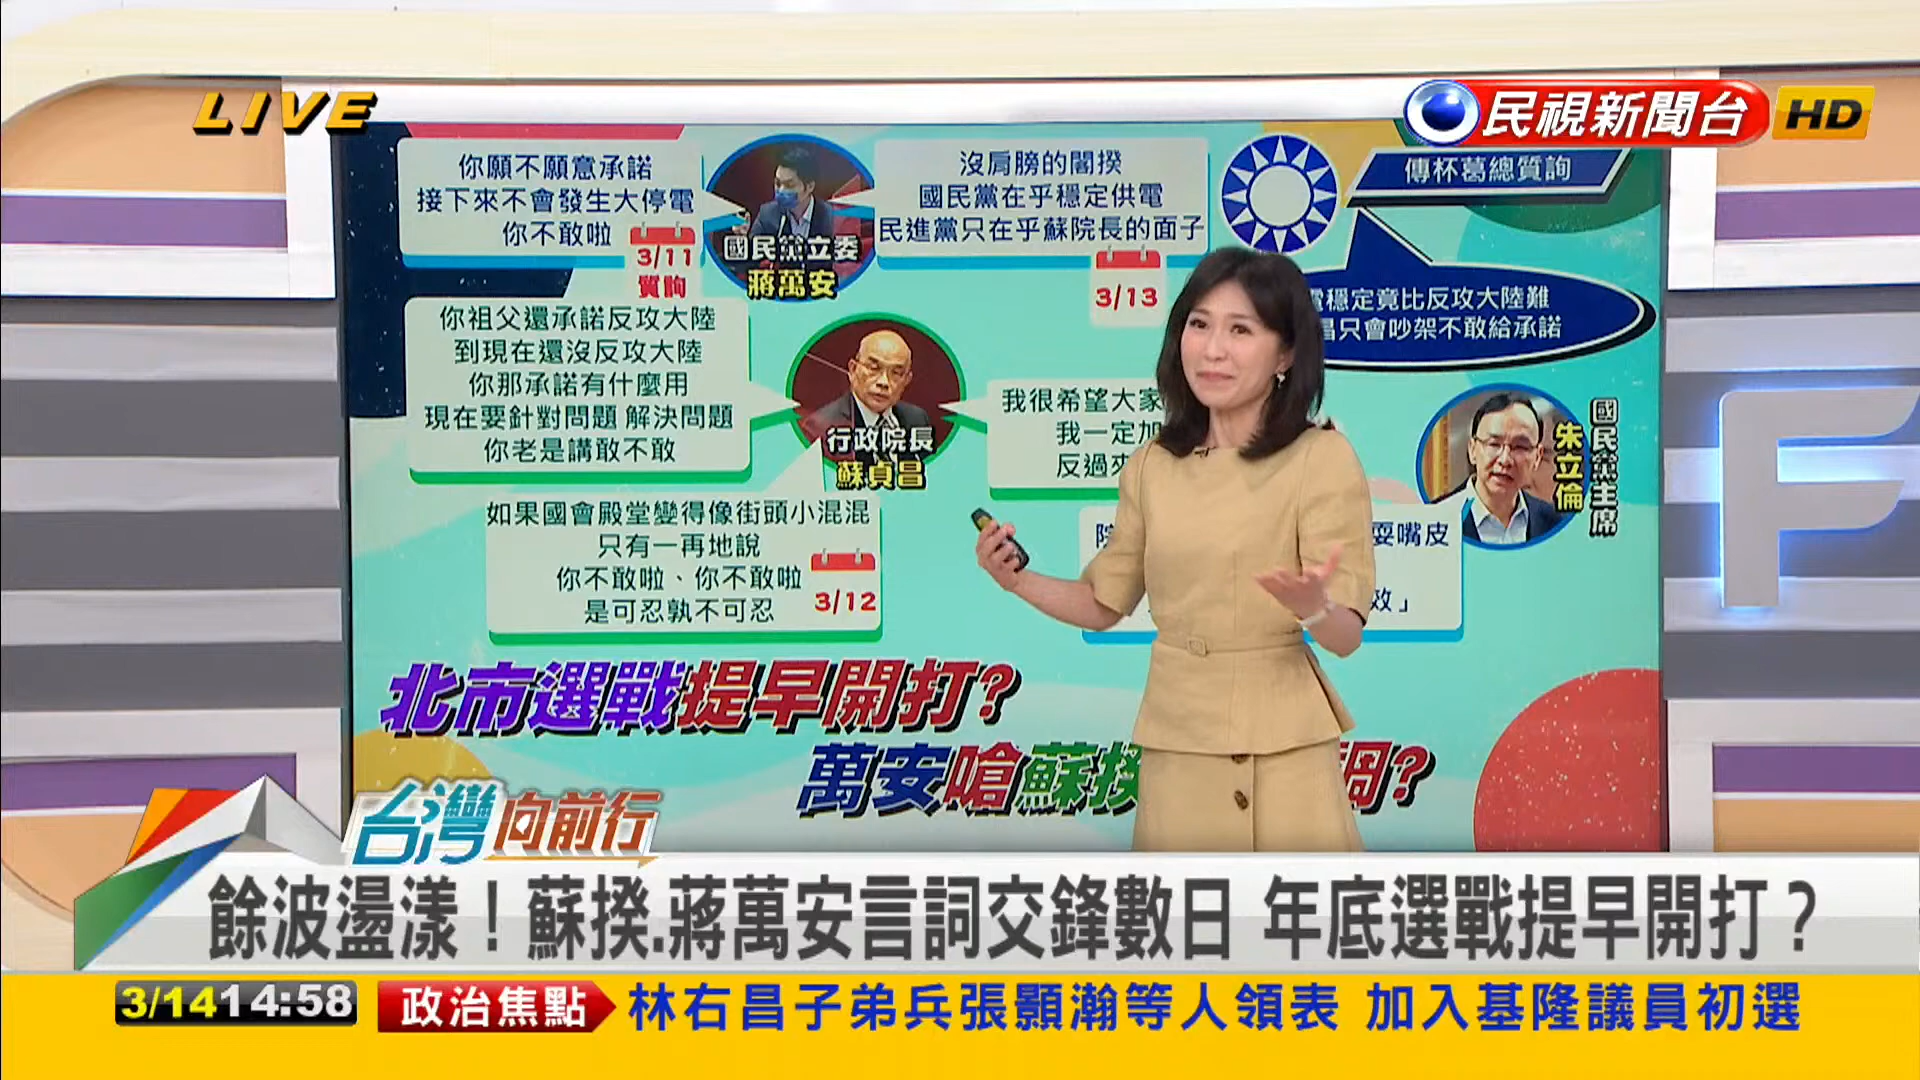 LIVE
民視新聞台 HD
你願不願意承諾
接下來不會發生大停電
你不敢啦
3/11
質詢
國民黨立委
蔣萬安
沒肩膀的閣揆
國民黨在乎穩定供電
民進黨只在乎蘇院長的面子
3/13
傳杯葛總質詢
電穩定竟比反攻大陸難
昌只會吵架不敢給承諾
你祖父還承諾反攻大陸
到現在還沒反攻大陸
你那承諾有什麼用
現在要針對問題 解決問題
你老是講敢不敢
行政院長
蘇貞昌
我很希望大家
我一定加
反過來
國民黨主席
朱立倫
如果國會殿堂變得像街頭小混混
只有一再地說
你不敢啦、你不敢啦
是可忍孰不可忍
3/12
院
耍嘴皮
效」
北市選戰提早開打?
萬安嗆蘇揆
台灣向前行
餘波盪漾!蘇揆.蔣萬安言詞交鋒數日 年底選戰提早開打?
3/14 14:58
政治焦點
林右昌子弟兵張顥瀚等人領表 加入基隆議員初選
F